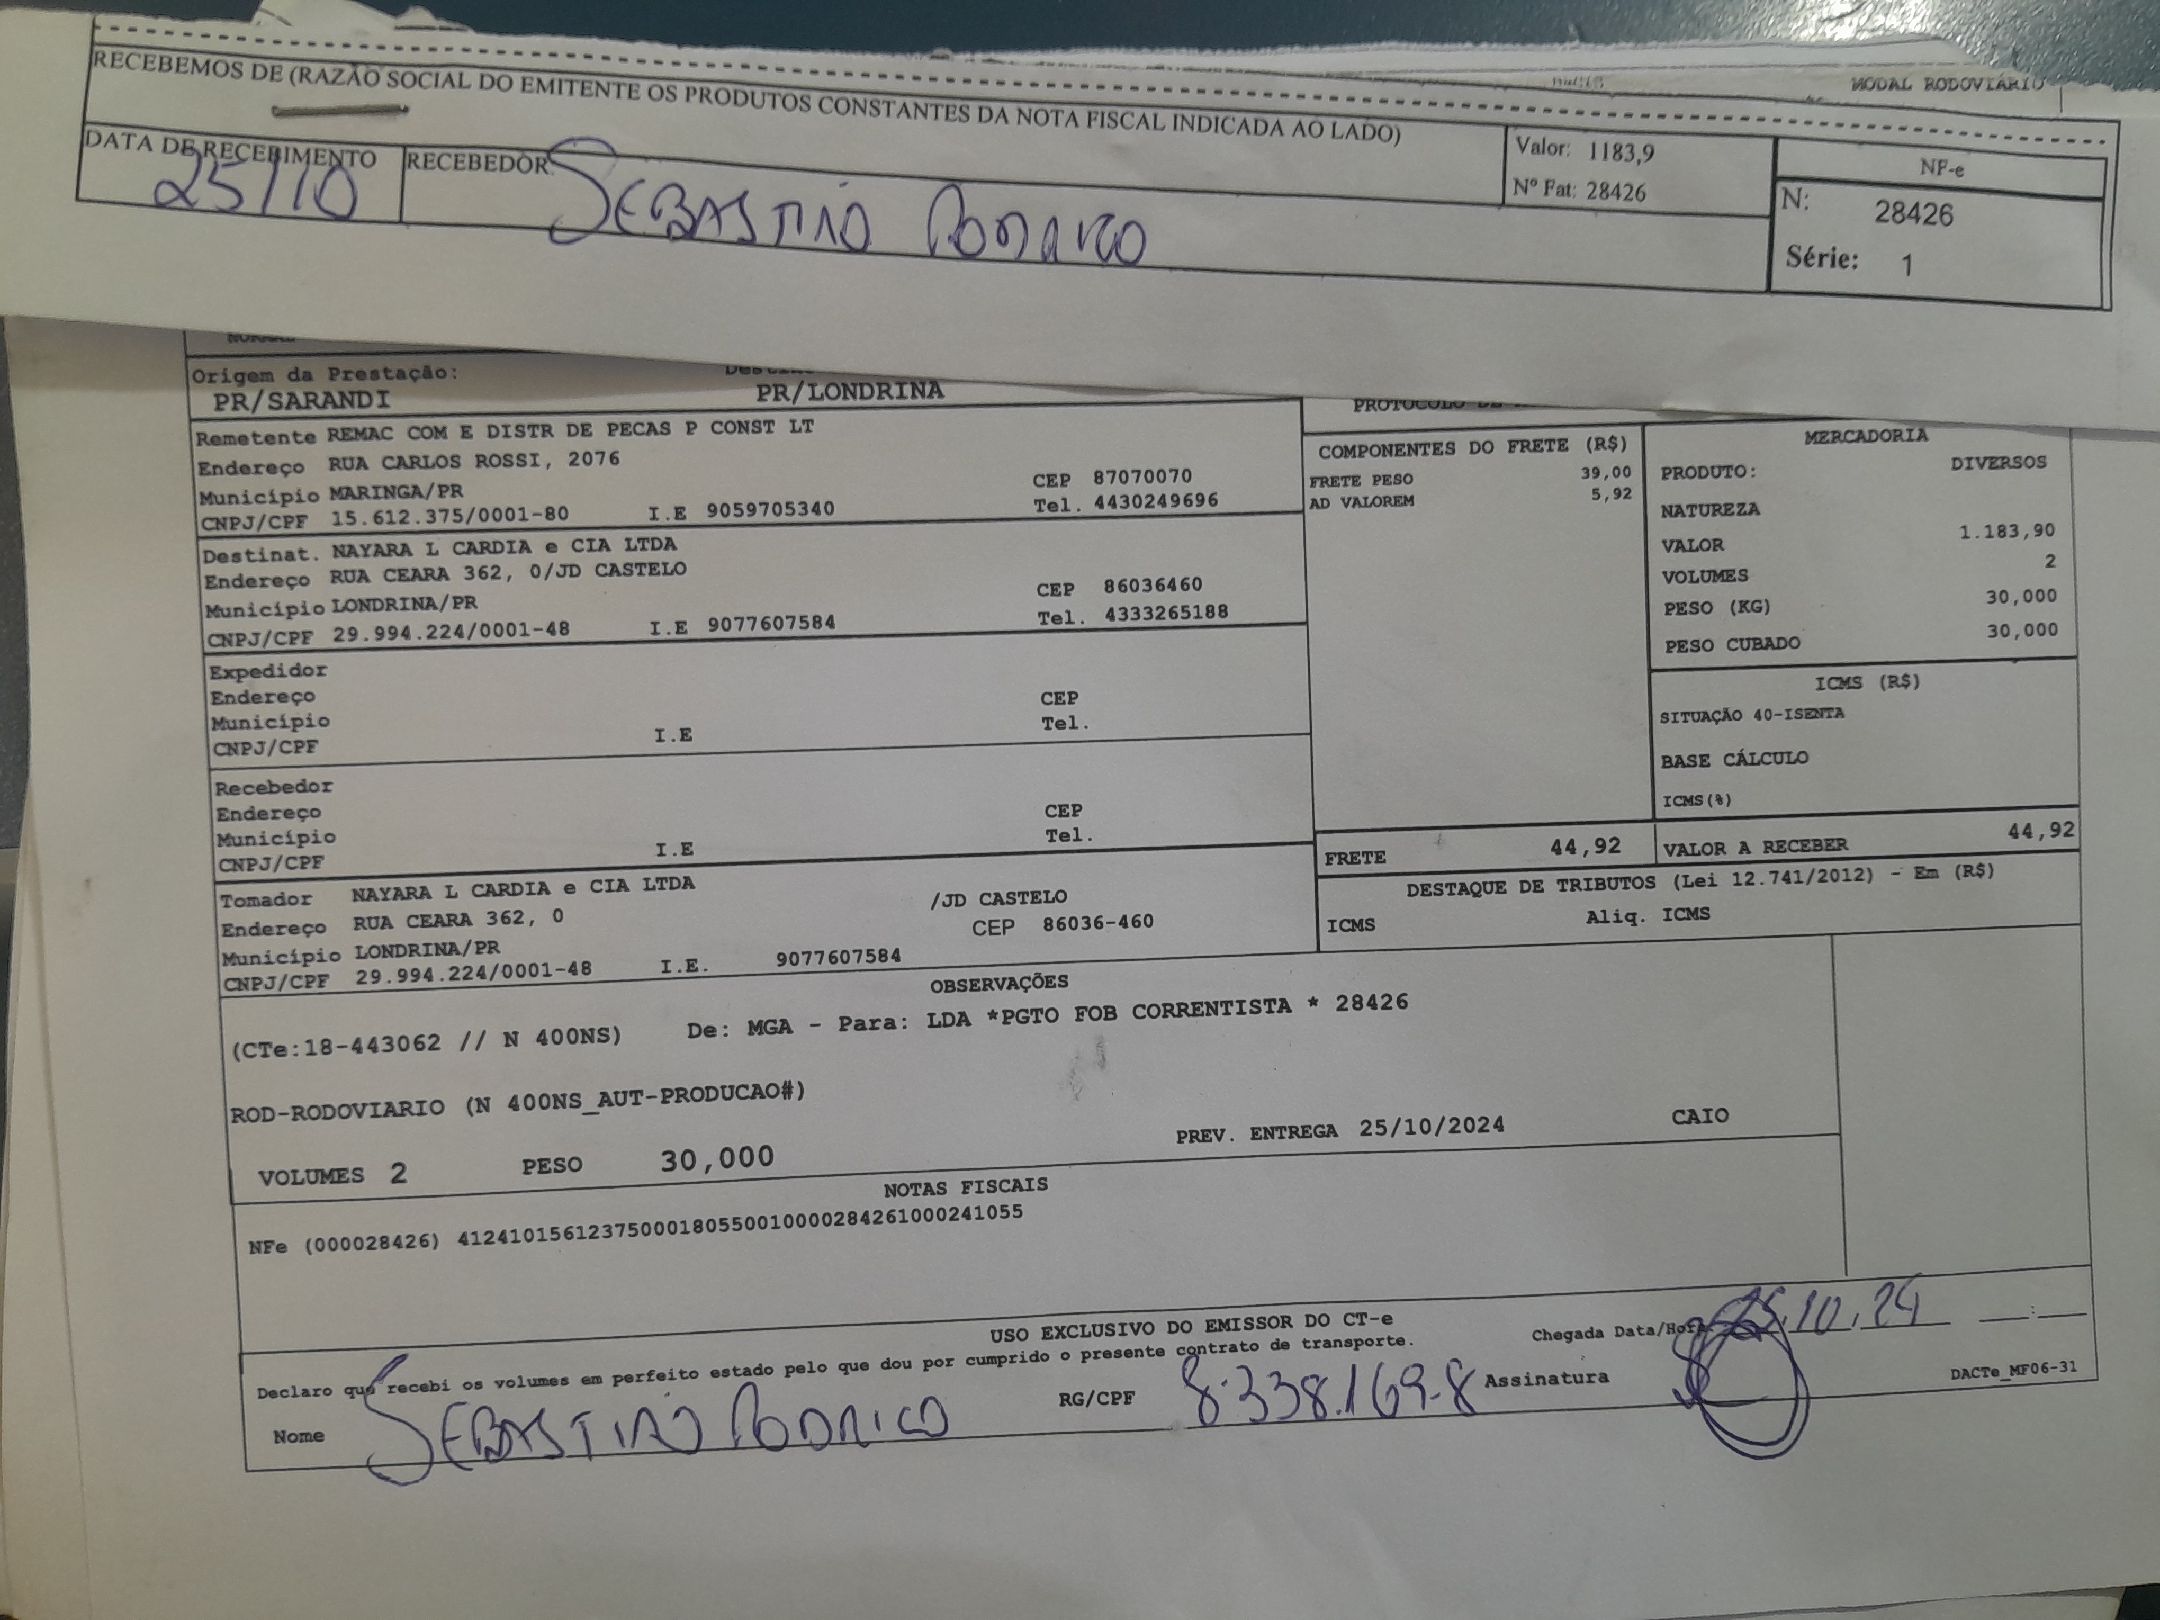 MODAL RODOVIÁRIO
RECEBEMOS DE (RAZÃO SOCIAL DO EMITENTE OS PRODUTOS CONSTANTES DA NOTA FISCAL INDICADA AO LADO)
DATA DE RECEBIMENTO
25/10
RECEBEDOR:
SEBASTIÃO
Valor: 1183,9
Nº Fat: 28426
NF-e
N: 28426
Série: 1
Origem da Prestação:
PR/SARANDI
PR/LONDRINA
Remetente REMAC COM E DISTR DE PECAS P CONST LT
Endereço RUA CARLOS ROSSI, 2076
CEP 87070070
Município MARINGA/PR
Tel. 4430249696
CNPJ/CPF 15.612.375/0001-80 I.E 9059705340
Destinat. NAYARA L CARDIA e CIA LTDA
Endereço RUA CEARA 362, 0/JD CASTELO
CEP 86036460
Município LONDRINA/PR
Tel. 4333265188
CNPJ/CPF 29.994.224/0001-48 I.E 9077607584
Expedidor
Endereço
CEP
Município
Tel.
CNPJ/CPF I.E
Recebedor
Endereço
CEP
Município
Tel.
CNPJ/CPF I.E
Tomador NAYARA L CARDIA e CIA LTDA
/JD CASTELO
Endereço RUA CEARA 362, 0
CEP 86036-460
Município LONDRINA/PR
CNPJ/CPF 29.994.224/0001-48 I.E. 9077607584
PROTOCOLO DE
COMPONENTES DO FRETE (R$)
FRETE PESO 39,00
AD VALOREM 5,92
MERCADORIA
PRODUTO: DIVERSOS
NATUREZA
VALOR 1.183,90
VOLUMES 2
PESO (KG) 30,000
PESO CUBADO 30,000
ICMS (R$)
SITUAÇÃO 40-ISENTA
BASE CÁLCULO
ICMS(%)
FRETE 44,92
VALOR A RECEBER 44,92
DESTAQUE DE TRIBUTOS (Lei 12.741/2012) - Em (R$)
ICMS Aliq. ICMS
OBSERVAÇÕES
(CTe:18-443062 // N 400NS) De: MGA - Para: LDA *PGTO FOB CORRENTISTA * 28426
ROD-RODOVIARIO (N 400NS_AUT-PRODUCAO#)
VOLUMES 2 PESO 30,000 PREV. ENTREGA 25/10/2024 CAIO
NOTAS FISCAIS
NFe (000028426) 41241015612375000180550010000284261000241055
USO EXCLUSIVO DO EMISSOR DO CT-e
Declaro que recebi os volumes em perfeito estado pelo que dou por cumprido o presente contrato de transporte.
Chegada Data/Hora 25.10.24 __:__
Nome SEBASTIÃO RODRIGO RG/CPF 8.338.169-8 Assinatura
DACTe_MF06-31